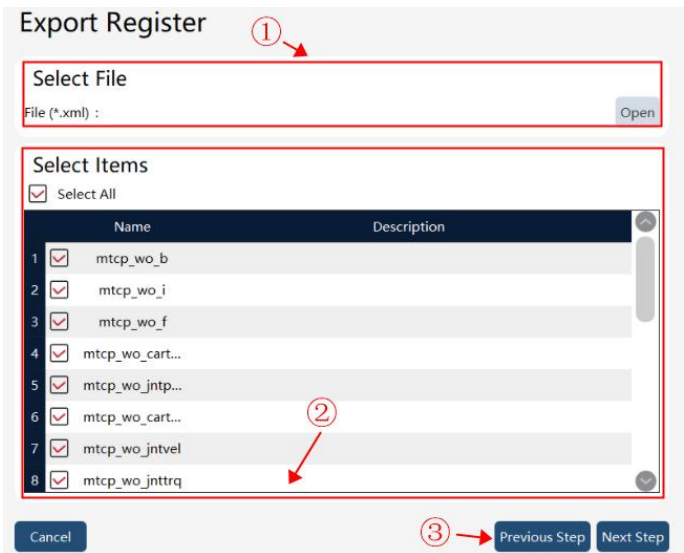 Export Register
①
Select File
File (*.xml) :
Open
Select Items
Select All
Name Description
1 mtcp_wo_b
2 mtcp_wo_i
3 mtcp_wo_f
4 mtcp_wo_cart...
5 mtcp_wo_jntp...
6 mtcp_wo_cart...
7 mtcp_wo_jntvel
8 mtcp_wo_jnttrq
②
③
Cancel Previous Step Next Step